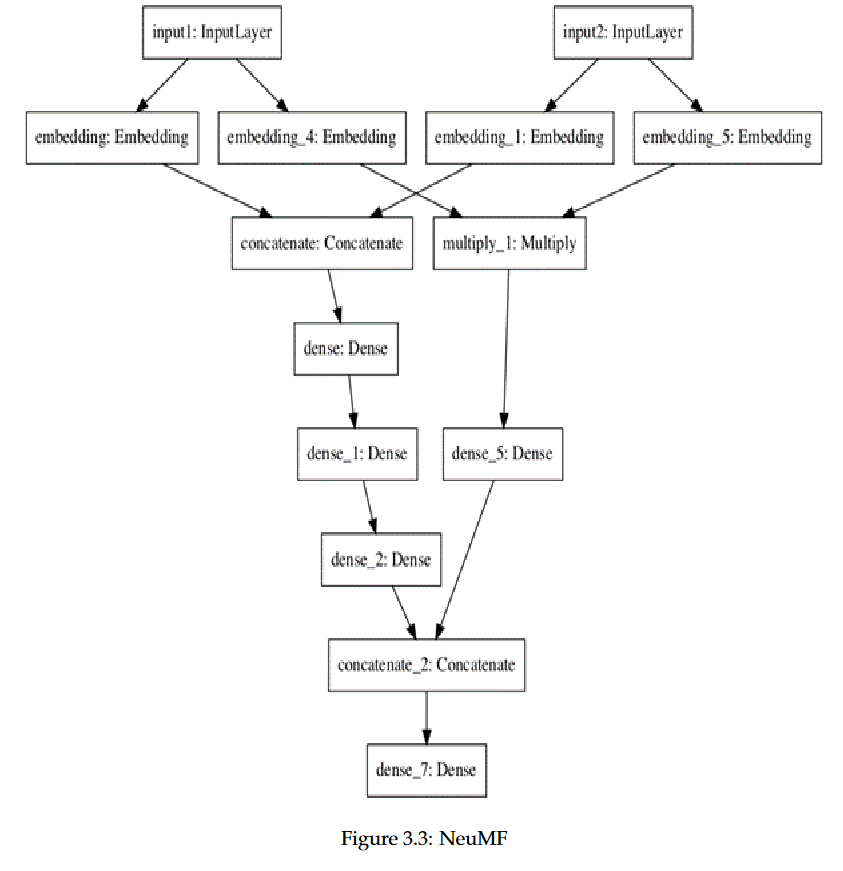 input1: InputLayer
input2: InputLayer
embedding: Embedding
embedding_4: Embedding
embedding_1: Embedding
embedding_5: Embedding
concatenate: Concatenate
multiply_1: Multiply
dense: Dense
dense_1: Dense
dense_5: Dense
dense_2: Dense
concatenate_2: Concatenate
dense_7: Dense
Figure 3.3: NeuMF